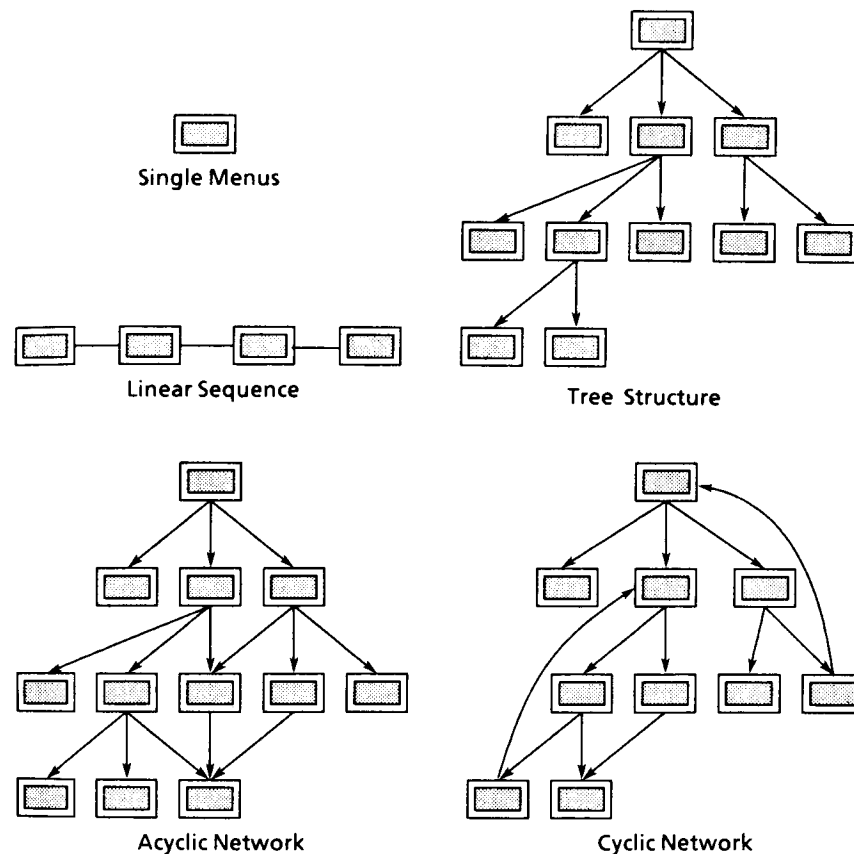 Single Menus
Linear Sequence
Tree Structure
Acyclic Network
Cyclic Network